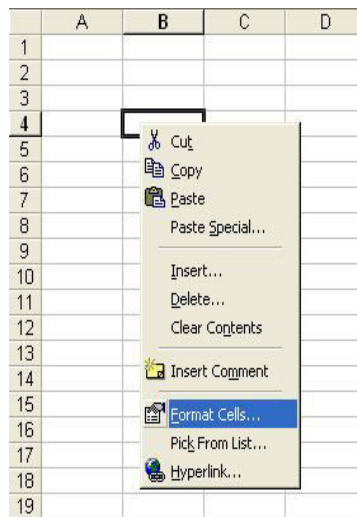 A B C D
1
2
3
4
5
6
7
8
9
10
11
12
13
14
15
16
17
18
19
Cut
Copy
Paste
Paste Special...
Insert...
Delete...
Clear Contents
Insert Comment
Format Cells...
Pick From List...
Hyperlink...